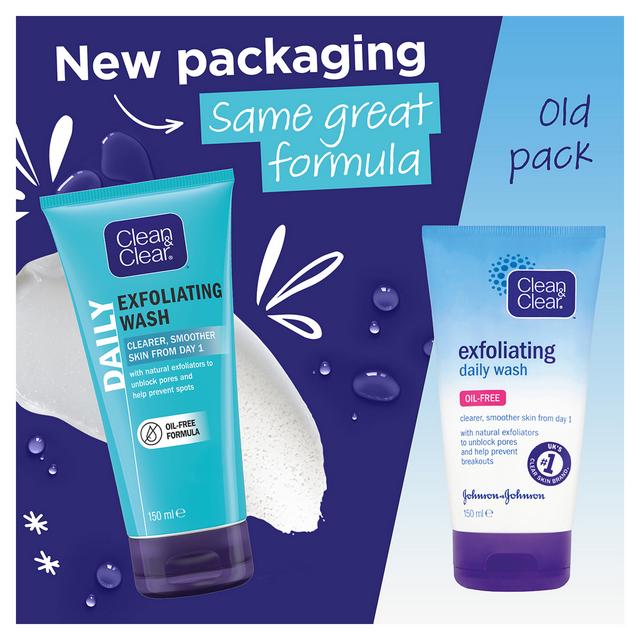 New packaging
Same great
formula
Old
pack
Clean&
Clear®
DAILY
EXFOLIATING
WASH
CLEARER, SMOOTHER
SKIN FROM DAY 1
with natural exfoliators to
unblock pores and
help prevent spots
OIL-FREE
FORMULA
150 ml e
Clean&
Clear®
exfoliating
daily wash
OIL-FREE
clearer, smoother skin from day 1
with natural exfoliators
to unblock pores
and help prevent
breakouts
UK'S
#1
CLEAR SKIN BRAND
Johnson & Johnson
150 ml e